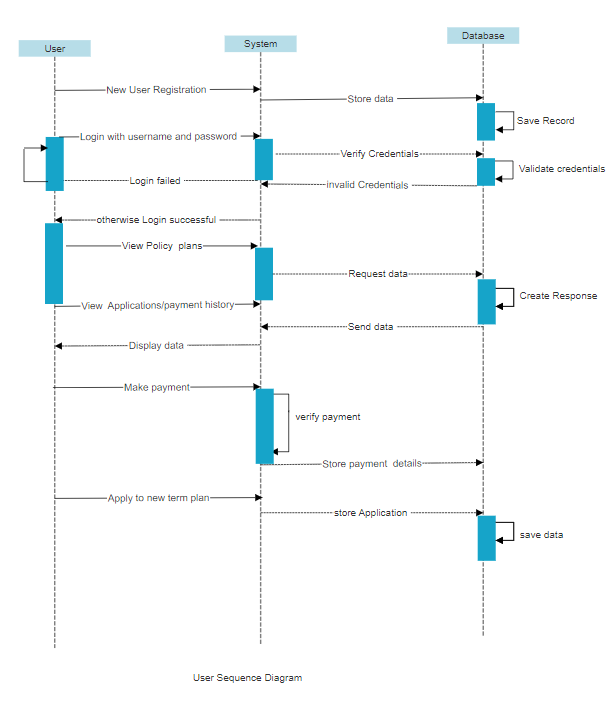 User
System
Database
New User Registration
Store data
Save Record
Login with username and password
Verify Credentials
Validate credentials
Login failed
invalid Credentials
otherwise Login successful
View Policy plans
Request data
Create Response
View Applications/payment history
Send data
Display data
Make payment
verify payment
Store payment details
Apply to new term plan
store Application
save data
User Sequence Diagram